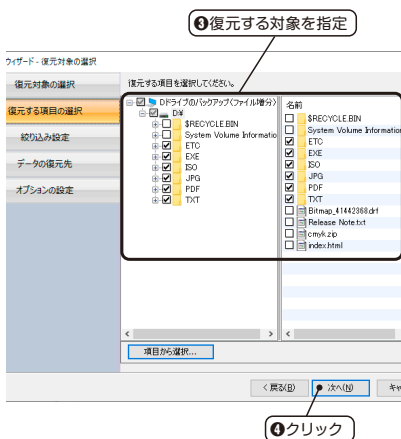 ❸復元する対象を指定
ウィザード - 復元対象の選択
復元対象の選択
復元する項目の選択
絞り込み設定
データの復元先
オプションの設定
復元する項目を選択してください。
Dドライブのバックアップ(ファイル増分)
D:¥
$RECYCLE.BIN
System Volume Informatio
ETC
EXE
ISO
JPG
PDF
TXT
名前
$RECYCLE.BIN
System Volume Information
ETC
EXE
ISO
JPG
PDF
TXT
Bitmap_41442368.drf
Release Note.txt
cmyk.zip
index.html
項目から選択...
< 戻る(B)
次へ(N)
キャ
❹クリック